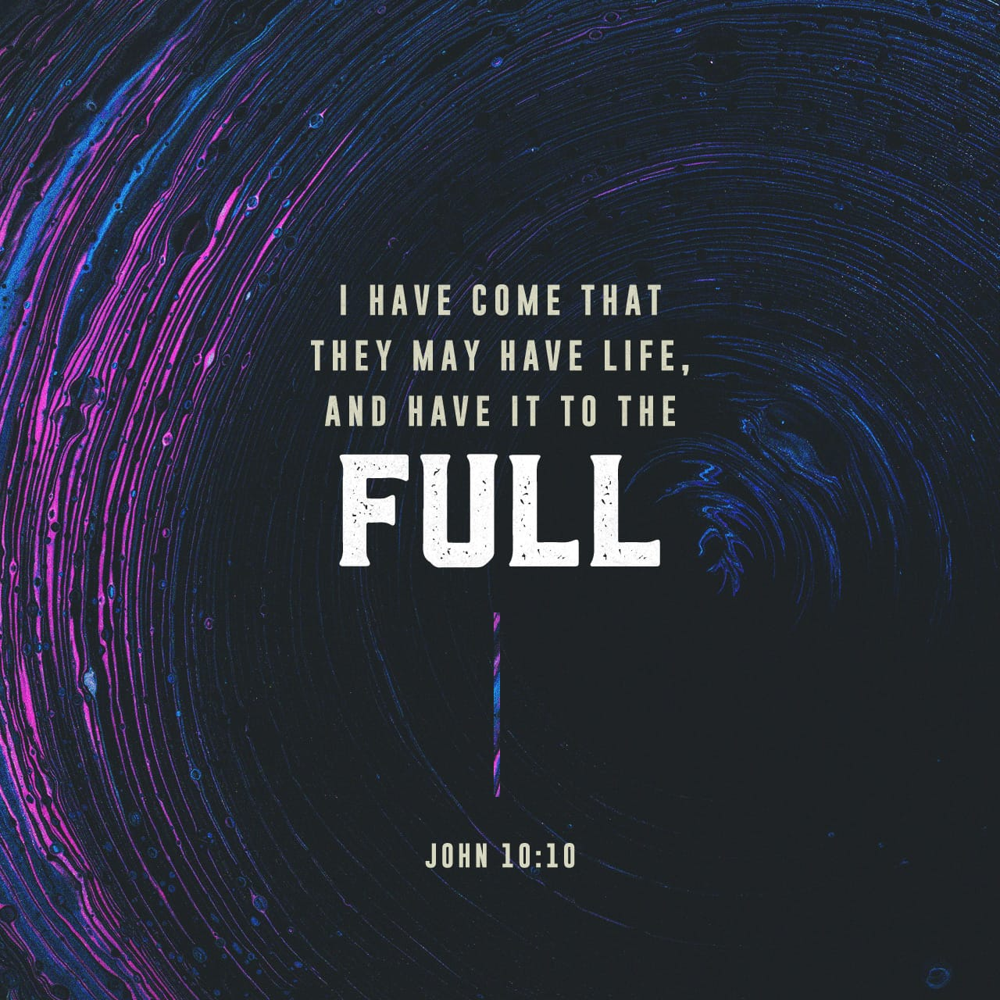 I HAVE COME THAT
THEY MAY HAVE LIFE,
AND HAVE IT TO THE
FULL
JOHN 10:10